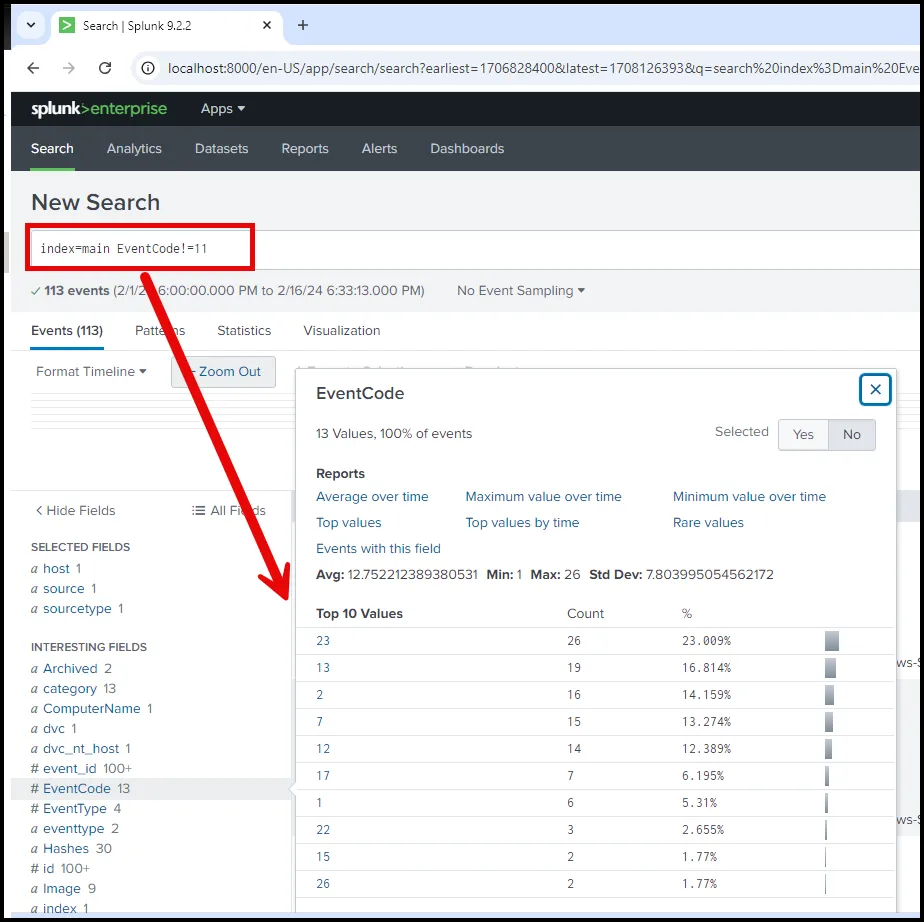 Search | Splunk 9.2.2
localhost:8000/en-US/app/search/search?earliest=1706828400&latest=1708126393&q=search%20index%3Dmain%20Eve
splunk>enterprise Apps
Search Analytics Datasets Reports Alerts Dashboards
New Search
index=main EventCode!=11
113 events (2/1/24 6:00:00.000 PM to 2/16/24 6:33:13.000 PM) No Event Sampling
Events (113) Patterns Statistics Visualization
Format Timeline – Zoom Out
EventCode
13 Values, 100% of events Selected Yes No
Reports
Average over time Maximum value over time Minimum value over time
Top values Top values by time Rare values
Events with this field
Avg: 12.752212389380531 Min: 1 Max: 26 Std Dev: 7.803995054562172
Top 10 Values Count %
23 26 23.009%
13 19 16.814%
2 16 14.159%
7 15 13.274%
12 14 12.389%
17 7 6.195%
1 6 5.31%
22 3 2.655%
15 2 1.77%
26 2 1.77%
Hide Fields All Fields
SELECTED FIELDS
a host 1
a source 1
a sourcetype 1
INTERESTING FIELDS
a Archived 2
a category 13
a ComputerName 1
a dvc 1
a dvc_nt_host 1
# event_id 100+
# EventCode 13
# EventType 4
a eventtype 2
a Hashes 30
# id 100+
a Image 9
a index 1
ws-S
ws-S